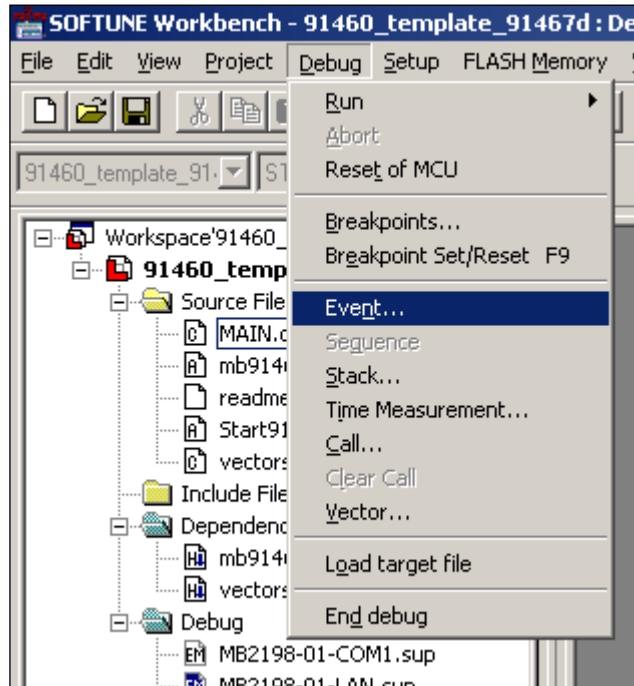 SOFTUNE Workbench - 91460_template_91467d : De
File Edit View Project Debug Setup FLASH Memory
91460_template_91 ST
Run
Abort
Reset of MCU
Breakpoints...
Breakpoint Set/Reset F9
Event...
Sequence
Stack...
Time Measurement...
Call...
Clear Call
Vector...
Load target file
End debug
Workspace'91460_
91460_temp
Source File
MAIN.c
mb914
readme
Start91
vectors
Include File
Dependenc
mb914
vectors
Debug
MB2198-01-COM1.sup
MB2198-01-LAN.sup